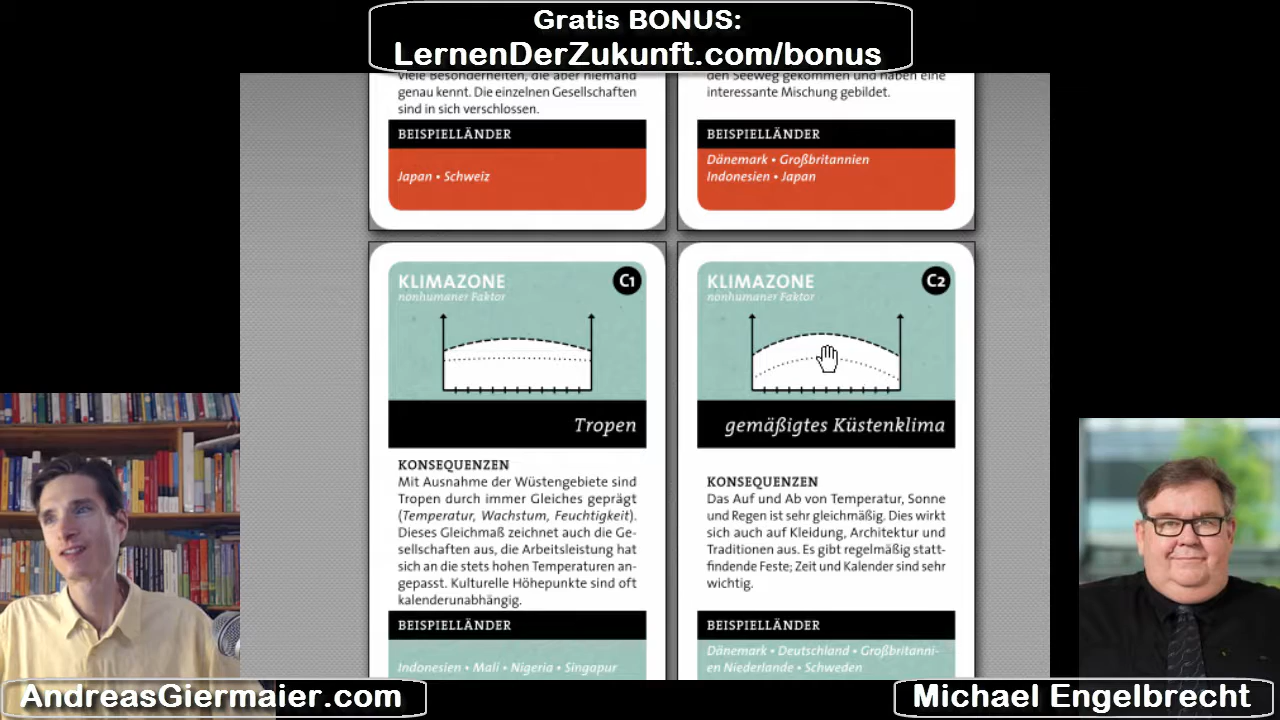 Gratis BONUS:
LernenDerZukunft.com/bonus
viele Besonderheiten, die aber niemand
genau kennt. Die einzelnen Gesellschaften
sind in sich verschlossen.
BEISPIELLÄNDER
Japan • Schweiz
den Seeweg gekommen und haben eine
interessante Mischung gebildet.
BEISPIELLÄNDER
Dänemark • Großbritannien
Indonesien • Japan
KLIMAZONE
nonhumaner Faktor
C1
Tropen
KONSEQUENZEN
Mit Ausnahme der Wüstengebiete sind
Tropen durch immer Gleiches geprägt
(Temperatur, Wachstum, Feuchtigkeit).
Dieses Gleichmaß zeichnet auch die Ge-
sellschaften aus, die Arbeitsleistung hat
sich an die stets hohen Temperaturen an-
gepasst. Kulturelle Höhepunkte sind oft
kalenderunabhängig.
BEISPIELLÄNDER
Indonesien • Mali • Nigeria • Singapur
KLIMAZONE
nonhumaner Faktor
C2
gemäßigtes Küstenklima
KONSEQUENZEN
Das Auf und Ab von Temperatur, Sonne
und Regen ist sehr gleichmäßig. Dies wirkt
sich auch auf Kleidung, Architektur und
Traditionen aus. Es gibt regelmäßig statt-
findende Feste; Zeit und Kalender sind sehr
wichtig.
BEISPIELLÄNDER
Dänemark • Deutschland • Großbritanni-
en Niederlande • Schweden
AndreasGiermaier.com
Michael Engelbrecht